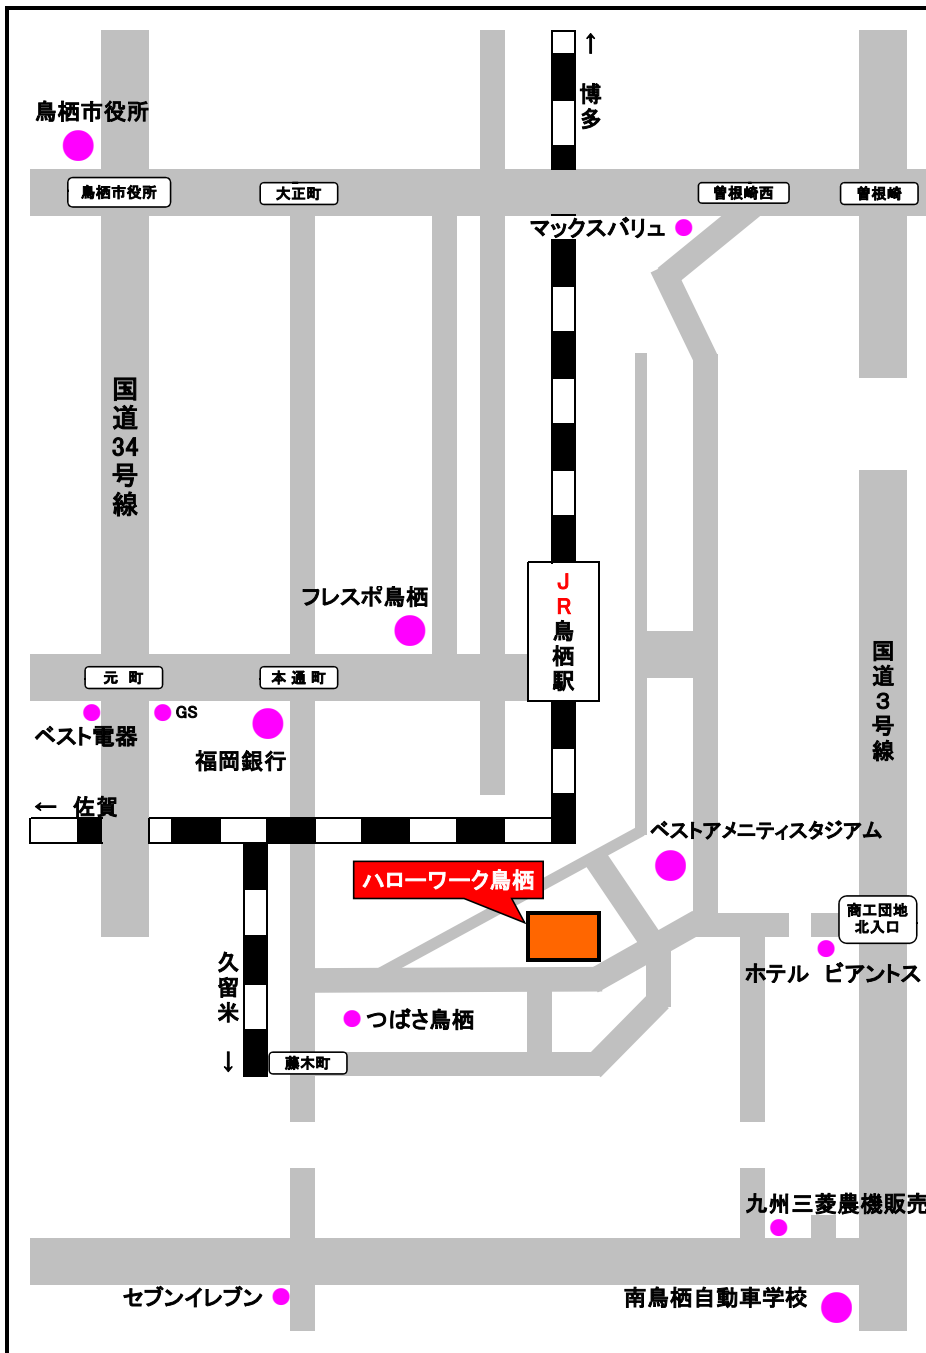 ↑
博多
鳥栖市役所
鳥栖市役所
大正町
曽根崎西
曽根崎
マックスバリュ
国道34号線
フレスポ鳥栖
JR鳥栖駅
国道3号線
元町
本通町
ベスト電器
GS
福岡銀行
← 佐賀
ベストアメニティスタジアム
ハローワーク鳥栖
商工団地
北入口
久留米
↓
ホテル ビアントス
つばさ鳥栖
藤木町
九州三菱農機販売
セブンイレブン
南鳥栖自動車学校